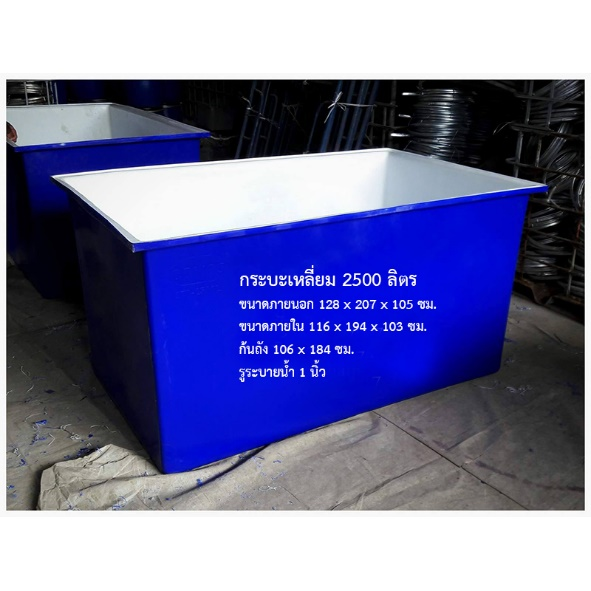 กระบะเหลี่ยม 2500 ลิตร
ขนาดภายนอก 128 x 207 x 105 ซม.
ขนาดภายใน 116 x 194 x 103 ซม.
ก้นถัง 106 x 184 ซม.
รูระบายน้ำ 1 นิ้ว